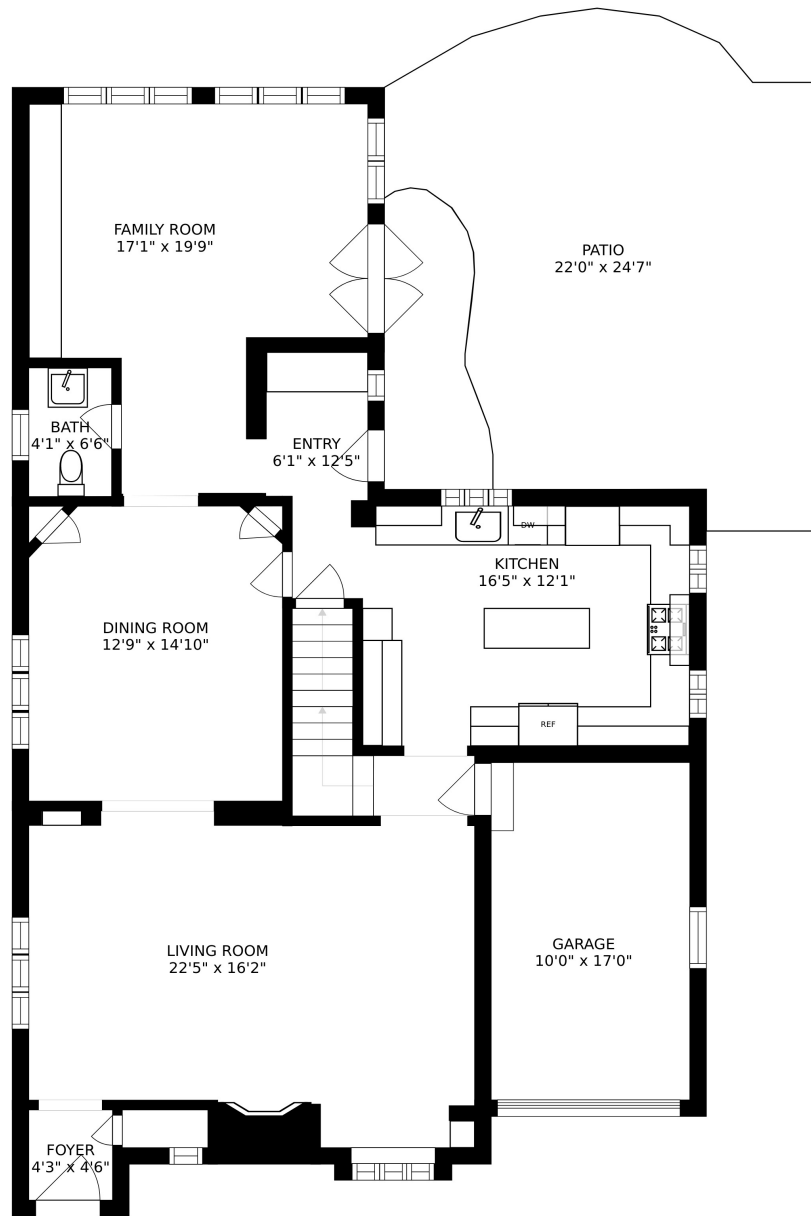 FAMILY ROOM
17'1" x 19'9"
PATIO
22'0" x 24'7"
BATH
4'1" x 6'6"
ENTRY
6'1" x 12'5"
DW
KITCHEN
16'5" x 12'1"
DINING ROOM
12'9" x 14'10"
REF
LIVING ROOM
22'5" x 16'2"
GARAGE
10'0" x 17'0"
FOYER
4'3" x 4'6"